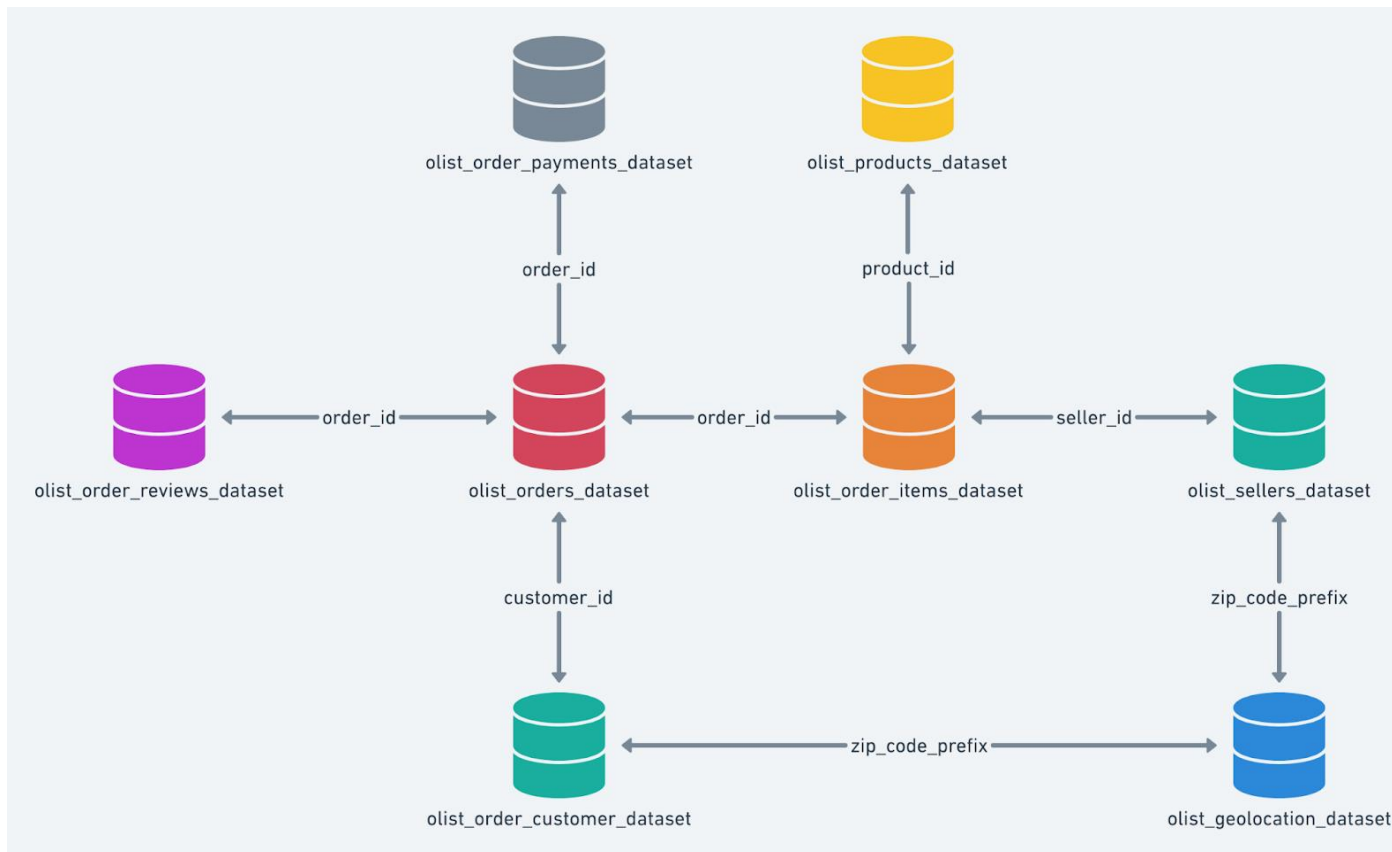 olist_order_payments_dataset
olist_products_dataset
order_id
product_id
order_id
order_id
seller_id
olist_order_reviews_dataset
olist_orders_dataset
olist_order_items_dataset
olist_sellers_dataset
customer_id
zip_code_prefix
zip_code_prefix
olist_order_customer_dataset
olist_geolocation_dataset